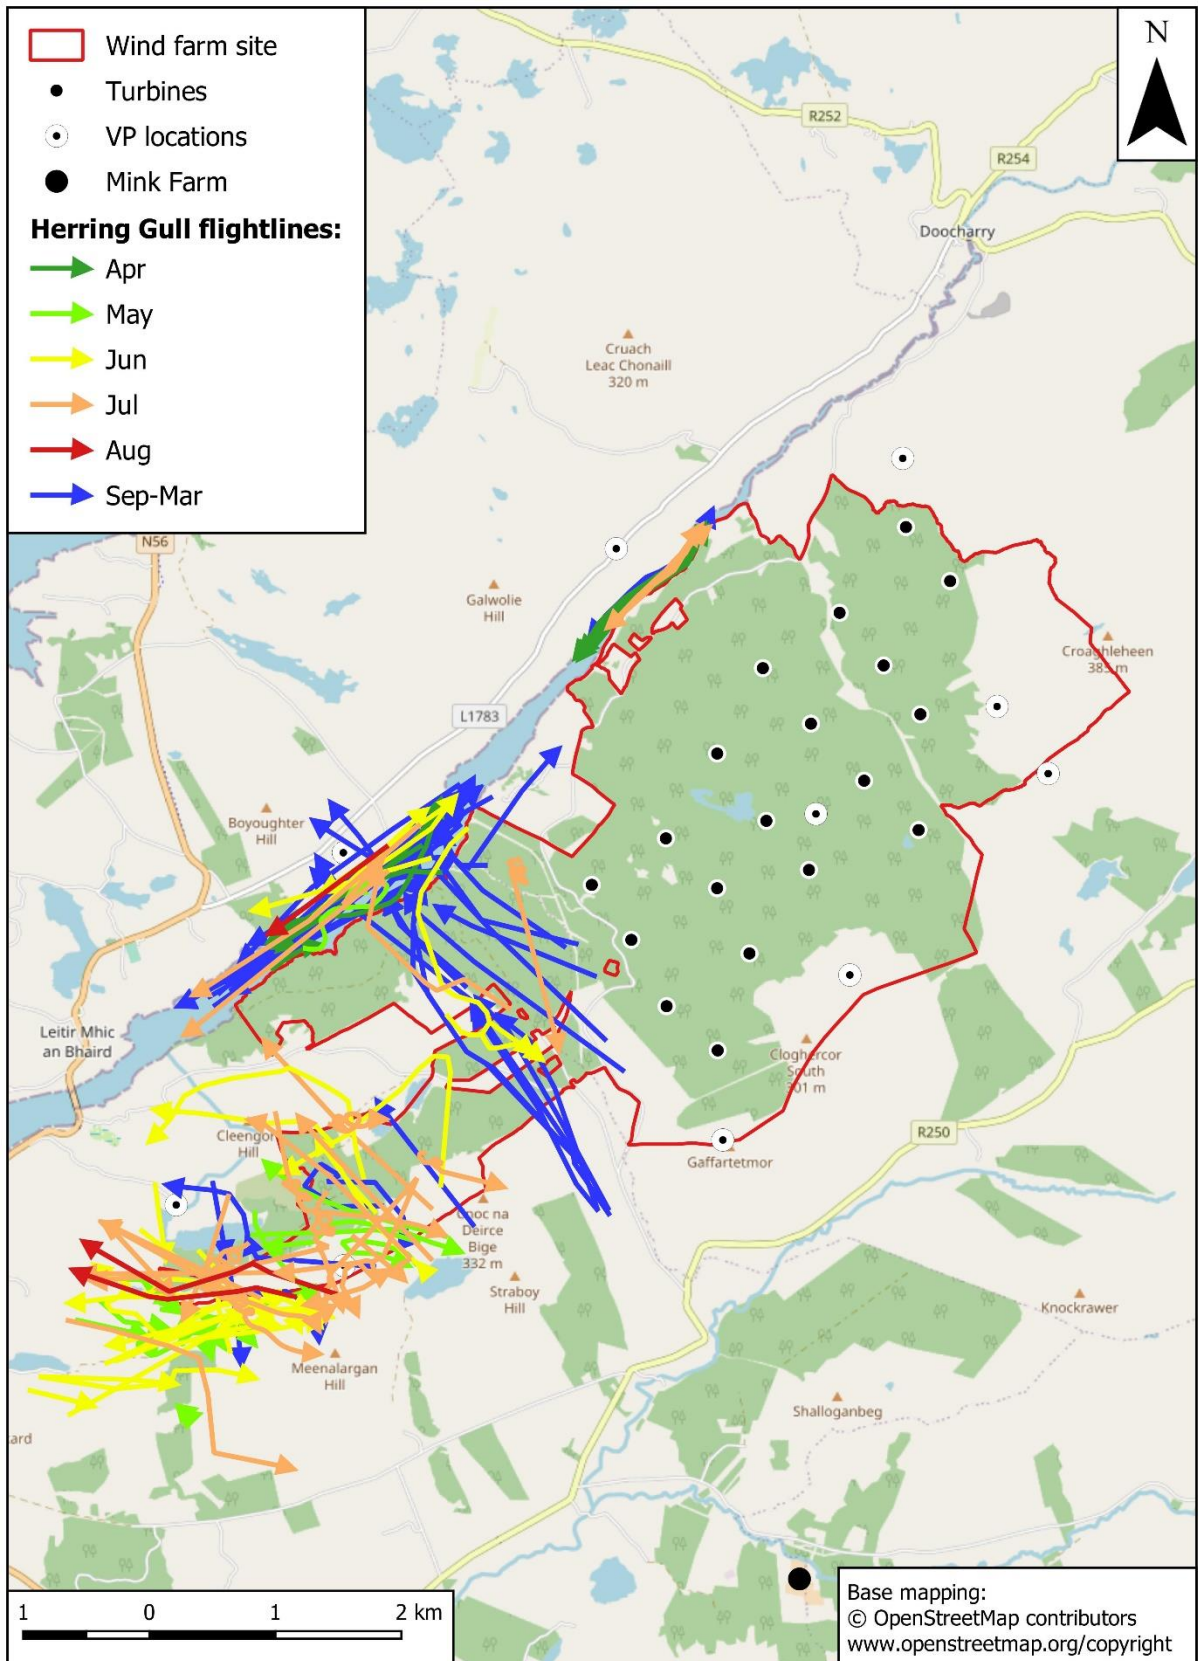 Wind farm site
Turbines
VP locations
Mink Farm
Herring Gull flightlines:
Apr
May
Jun
Jul
Aug
Sep-Mar
N
R252
R254
Doocharry
Cruach
Leac Chonaill
320 m
N56
Galwolie
Hill
Croaghleheen
385 m
L1783
Boyoughter
Hill
Leitir Mhic
an Bhaird
Cloghercor
South
301 m
R250
Gaffartetmor
Cleengort
Hill
Cnoc na
Deirce
Bige
332 m
Straboy
Hill
Knockrawer
Meenalargan
Hill
Shalloganbeg
ard
1 0 1 2 km
Base mapping:
© OpenStreetMap contributors
www.openstreetmap.org/copyright